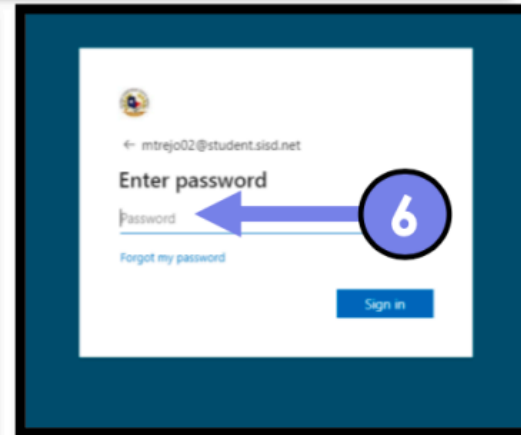 ← mtrejo02@student.sisd.net
Enter password
Password
6
Forgot my password
Sign in